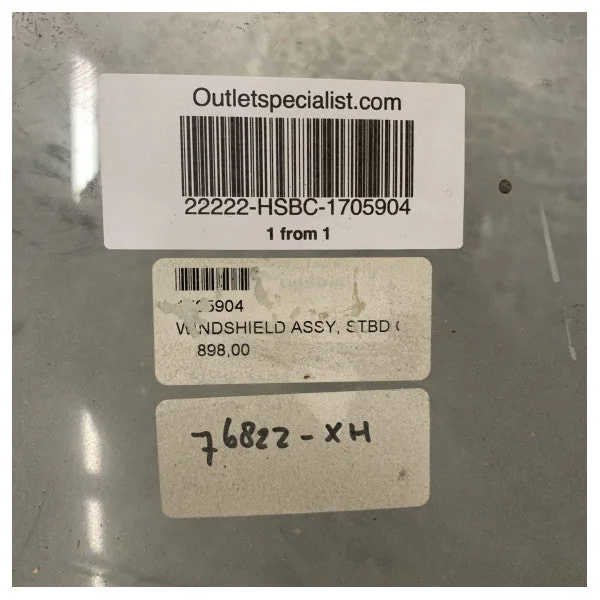 Outletspecialist.com
22222-HSBC-1705904
1 from 1
WINDSHIELD ASSY, STBD
898,00
76822-XH